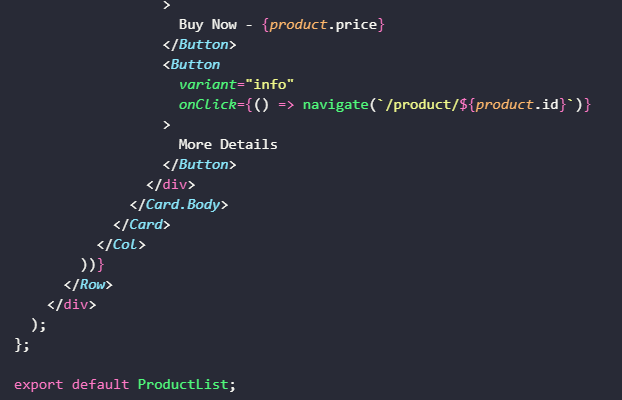 >
Buy Now - {product.price}
</Button>
<Button
variant="info"
onClick={() => navigate(`/product/${product.id}`)}
>
More Details
</Button>
</div>
</Card.Body>
</Card>
</Col>
))}
</Row>
</div>
);
};
export default ProductList;